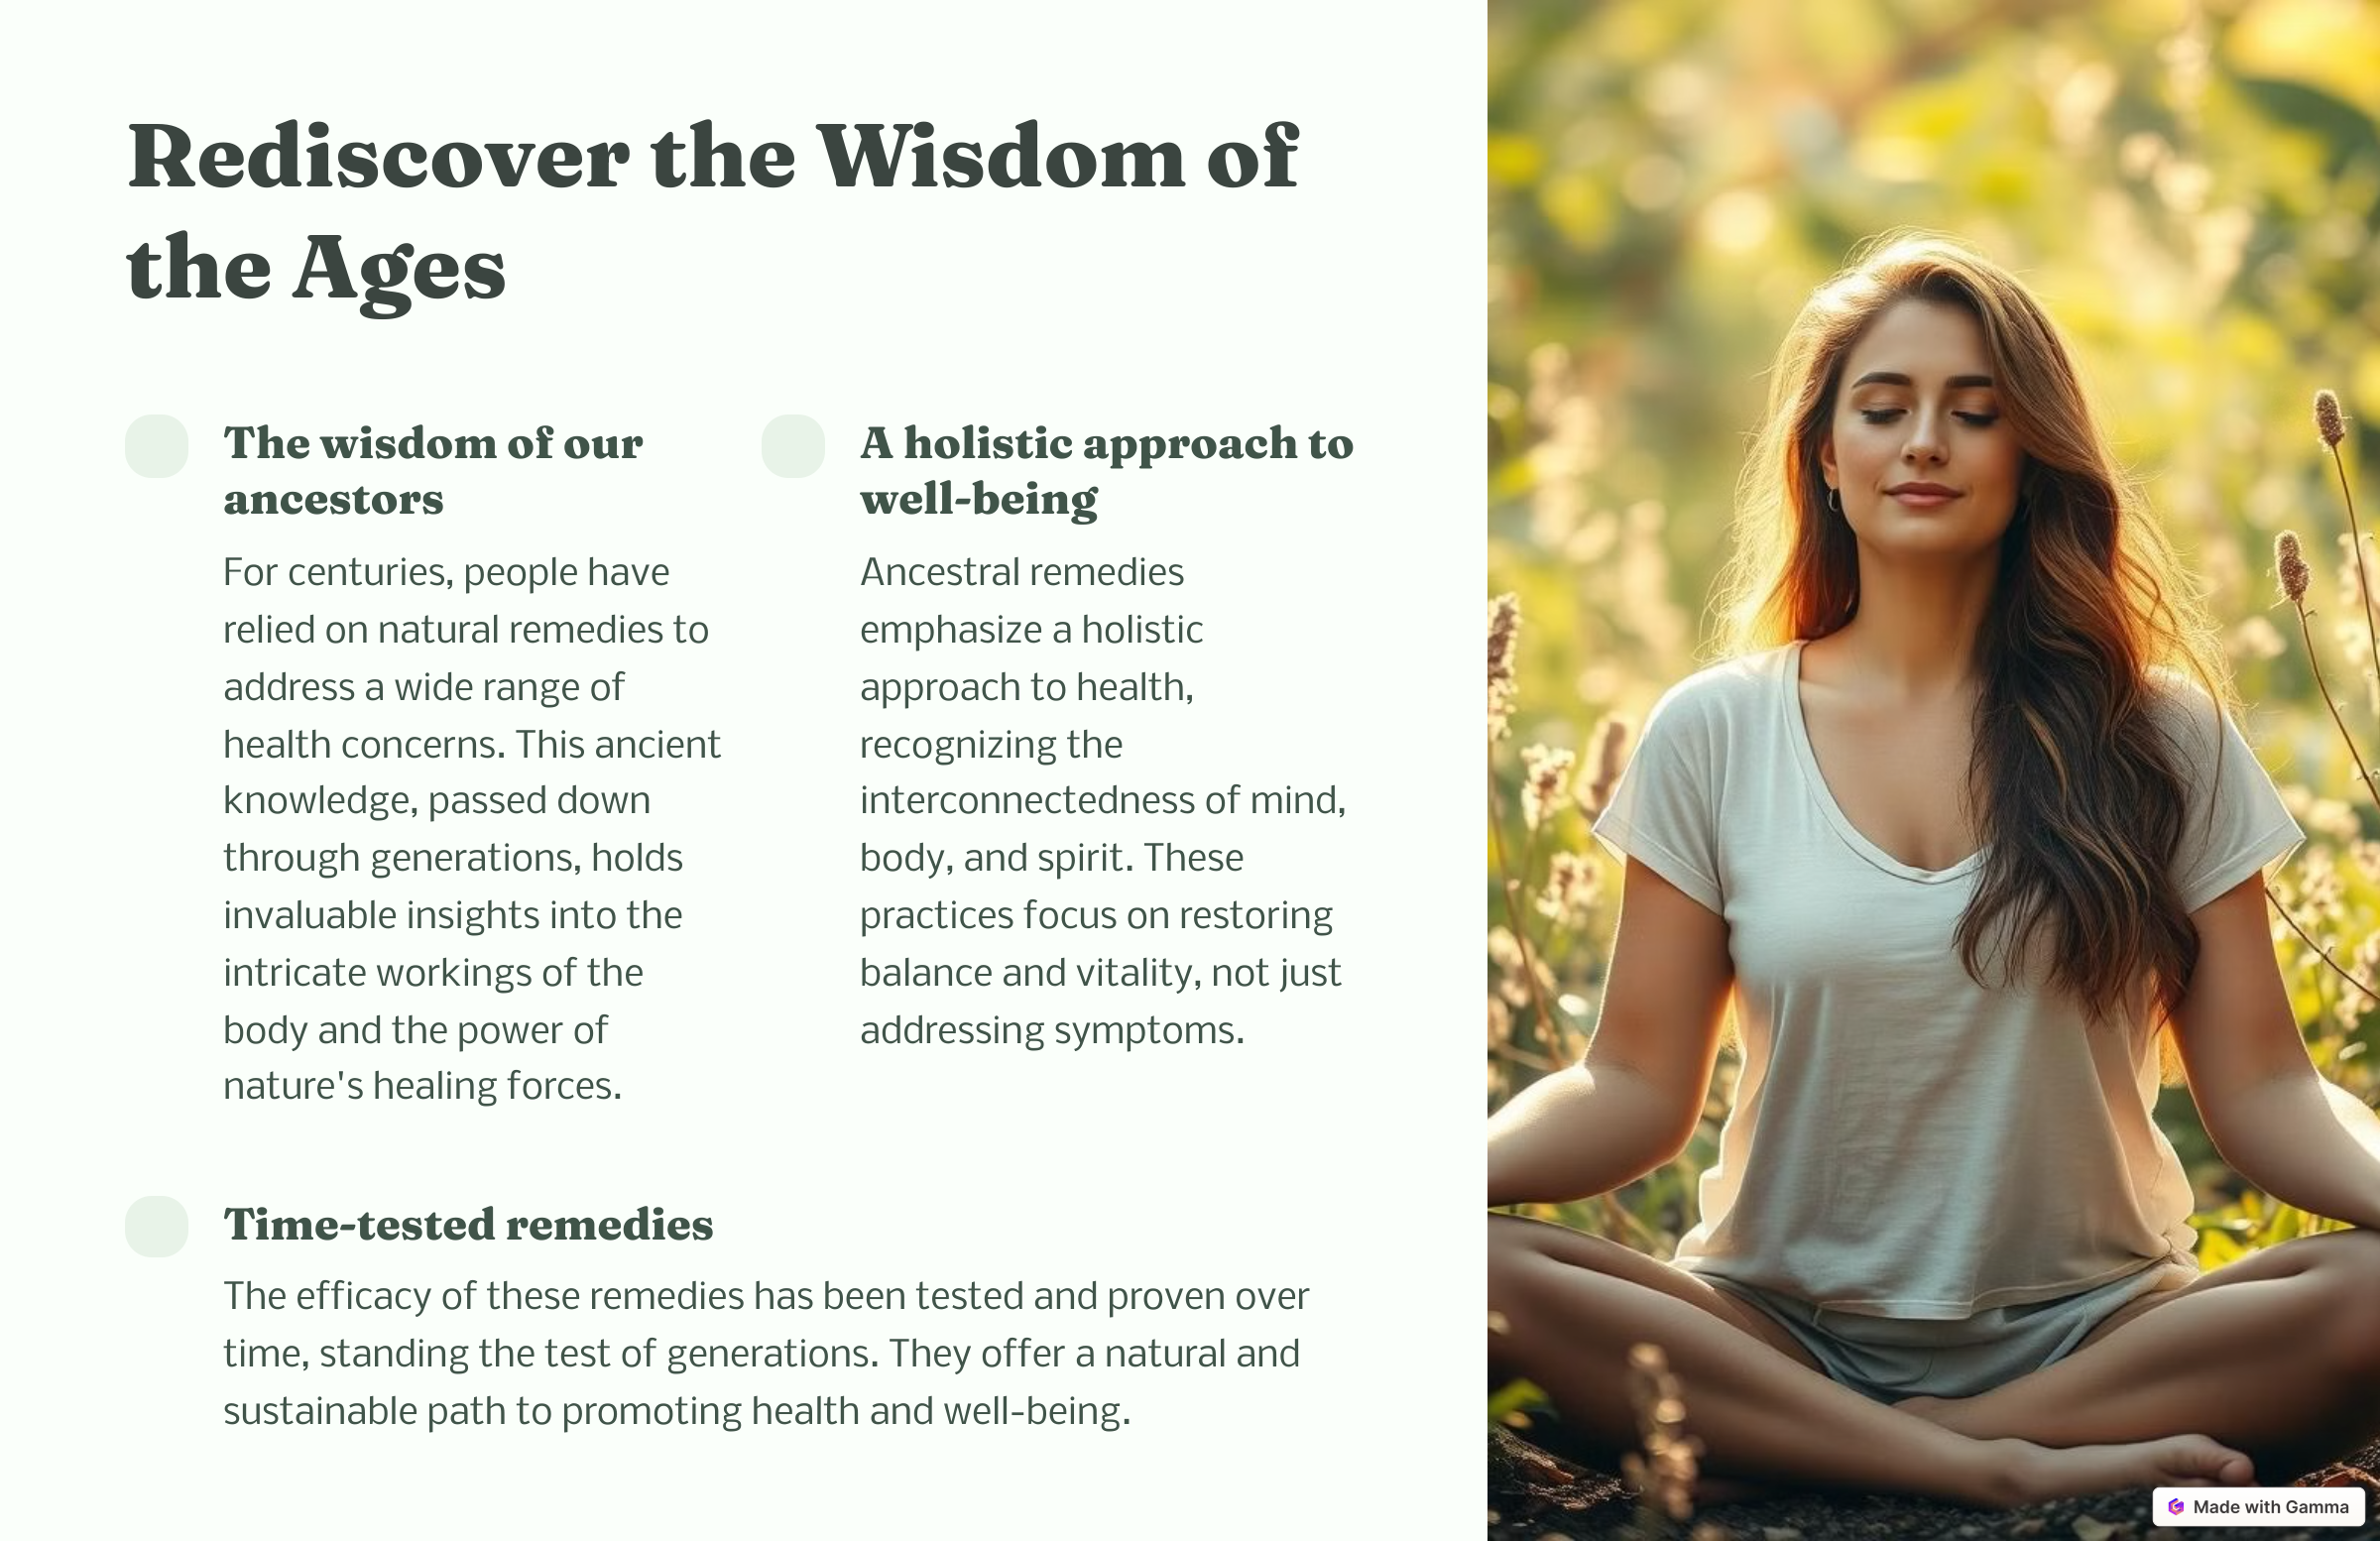 Rediscover the Wisdom of
the Ages
The wisdom of our
ancestors
For centuries, people have
relied on natural remedies to
address a wide range of
health concerns. This ancient
knowledge, passed down
through generations, holds
invaluable insights into the
intricate workings of the
body and the power of
nature's healing forces.
A holistic approach to
well-being
Ancestral remedies
emphasize a holistic
approach to health,
recognizing the
interconnectedness of mind,
body, and spirit. These
practices focus on restoring
balance and vitality, not just
addressing symptoms.
Time-tested remedies
The efficacy of these remedies has been tested and proven over
time, standing the test of generations. They offer a natural and
sustainable path to promoting health and well-being.
Made with Gamma